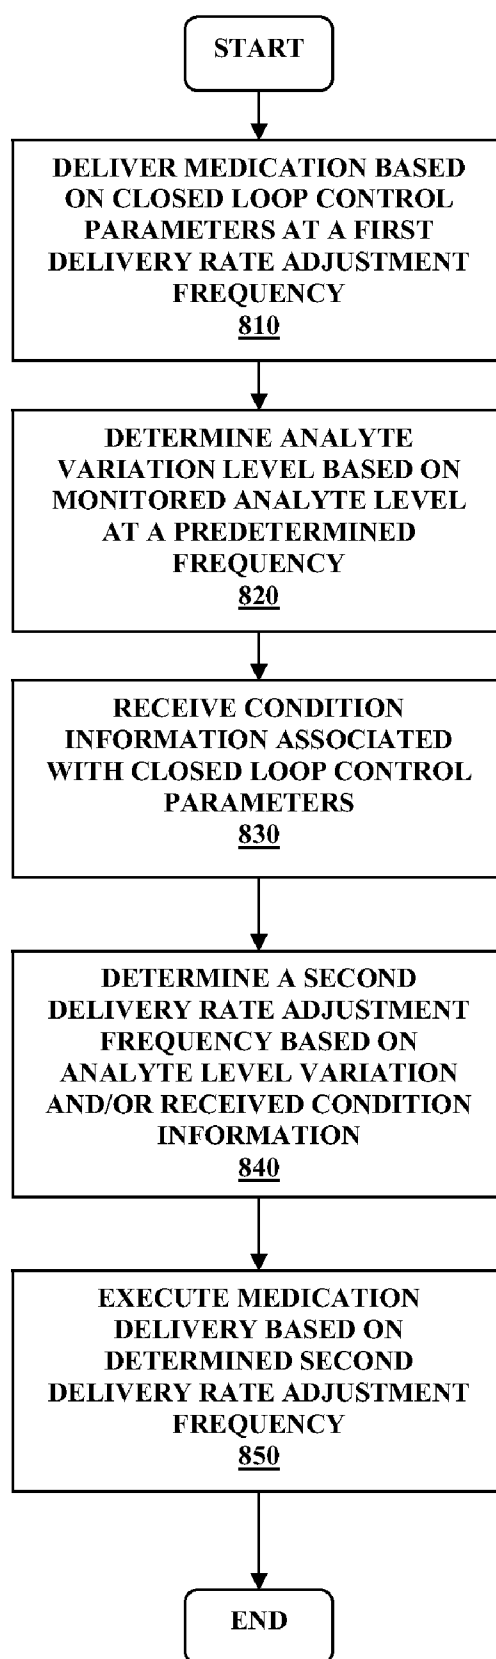 START
DELIVER MEDICATION BASED
ON CLOSED LOOP CONTROL
PARAMETERS AT A FIRST
DELIVERY RATE ADJUSTMENT
FREQUENCY
810
DETERMINE ANALYTE
VARIATION LEVEL BASED ON
MONITORED ANALYTE LEVEL
AT A PREDETERMINED
FREQUENCY
820
RECEIVE CONDITION
INFORMATION ASSOCIATED
WITH CLOSED LOOP CONTROL
PARAMETERS
830
DETERMINE A SECOND
DELIVERY RATE ADJUSTMENT
FREQUENCY BASED ON
ANALYTE LEVEL VARIATION
AND/OR RECEIVED CONDITION
INFORMATION
840
EXECUTE MEDICATION
DELIVERY BASED ON
DETERMINED SECOND
DELIVERY RATE ADJUSTMENT
FREQUENCY
850
END